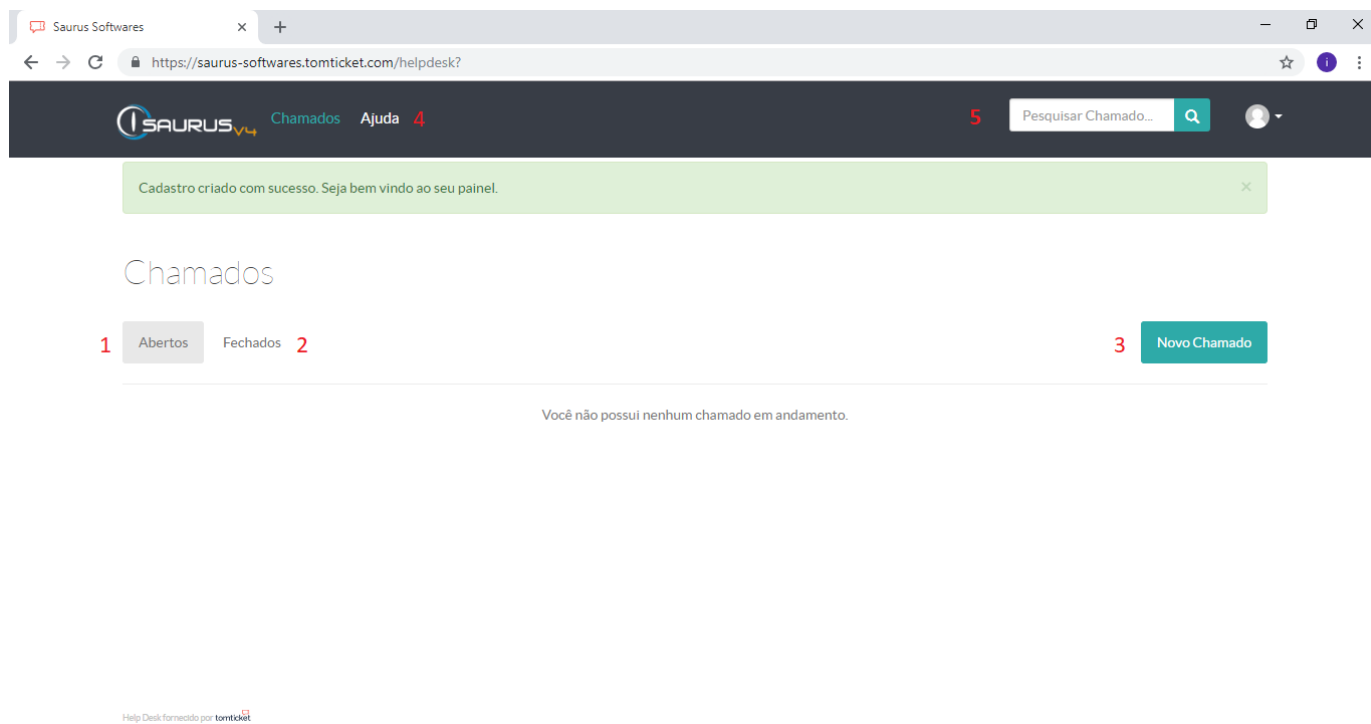 Saurus Softwares
https://saurus-softwares.tomticket.com/helpdesk?
i
SAURUS V4 Chamados Ajuda 4 5 Pesquisar Chamado...
Cadastro criado com sucesso. Seja bem vindo ao seu painel.
Chamados
1 Abertos Fechados 2 3 Novo Chamado
Você não possui nenhum chamado em andamento.
Help Desk fornecido por tomticket